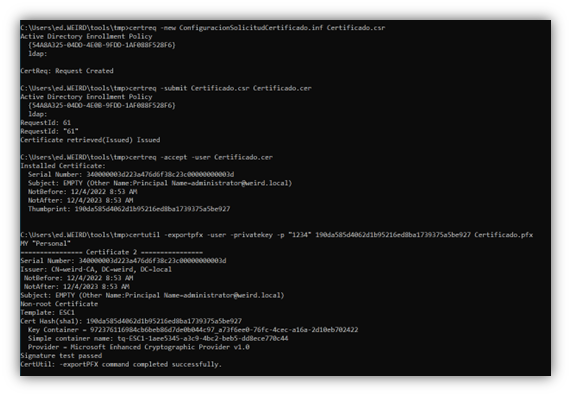 C:\Users\ed.WEIRD\tools\tmp>certreq -new ConfiguracionSolicitudCertificado.inf Certificado.csr
Active Directory Enrollment Policy
{54A8A325-04DD-4E0B-9FDD-1AF088F528F6}
ldap:
CertReq: Request Created
C:\Users\ed.WEIRD\tools\tmp>certreq -submit Certificado.csr Certificado.cer
Active Directory Enrollment Policy
{54A8A325-04DD-4E0B-9FDD-1AF088F528F6}
ldap:
RequestId: 61
RequestId: "61"
Certificate retrieved(Issued) Issued
C:\Users\ed.WEIRD\tools\tmp>certreq -accept -user Certificado.cer
Installed Certificate:
Serial Number: 340000003d223a476d6f38c23c00000000003d
Subject: EMPTY (Other Name:Principal Name=administrator@weird.local)
NotBefore: 12/4/2022 8:53 AM
NotAfter: 12/4/2023 8:53 AM
Thumbprint: 190da585d4062d1b95216ed8ba1739375a5be927
C:\Users\ed.WEIRD\tools\tmp>certutil -exportpfx -user -privatekey -p "1234" 190da585d4062d1b95216ed8ba1739375a5be927 Certificado.pfx
MY "Personal"
================ Certificate 2 ================
Serial Number: 340000003d223a476d6f38c23c00000000003d
Issuer: CN=weird-CA, DC=weird, DC=local
NotBefore: 12/4/2022 8:53 AM
NotAfter: 12/4/2023 8:53 AM
Subject: EMPTY (Other Name:Principal Name=administrator@weird.local)
Non-root Certificate
Template: ESC1
Cert Hash(sha1): 190da585d4062d1b95216ed8ba1739375a5be927
Key Container = 972376116984cb6beb86d7de0b044c97_a73f6ee0-76fc-4cec-a16a-2d10eb702422
Simple container name: tq-ESC1-1aee5345-a3c9-4bc2-beb5-dd8ece770c44
Provider = Microsoft Enhanced Cryptographic Provider v1.0
Signature test passed
CertUtil: -exportPFX command completed successfully.